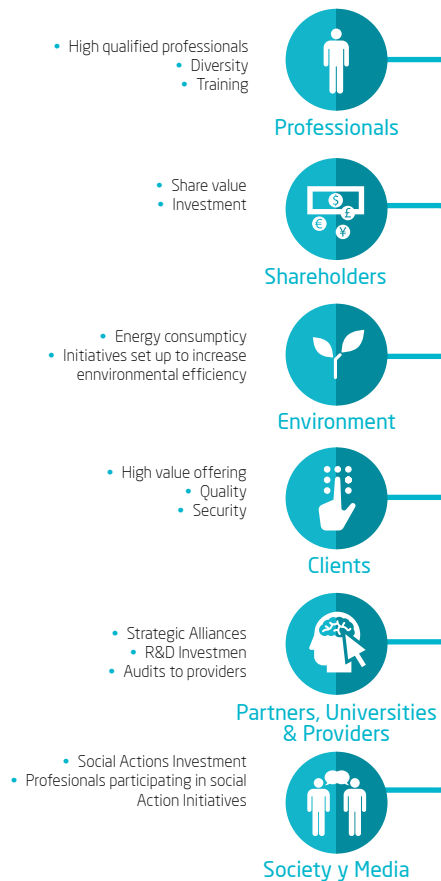 • High qualified professionals
• Diversity
• Training
Professionals
• Share value
• Investment
$
£
€
¥
Shareholders
• Energy consumpticy
• Initiatives set up to increase
ennvironmental efficiency
Environment
• High value offering
• Quality
• Security
Clients
• Strategic Alliances
• R&D Investmen
• Audits to providers
Partners, Universities
& Providers
• Social Actions Investment
• Profesionals participating in social
Action Initiatives
Society y Media